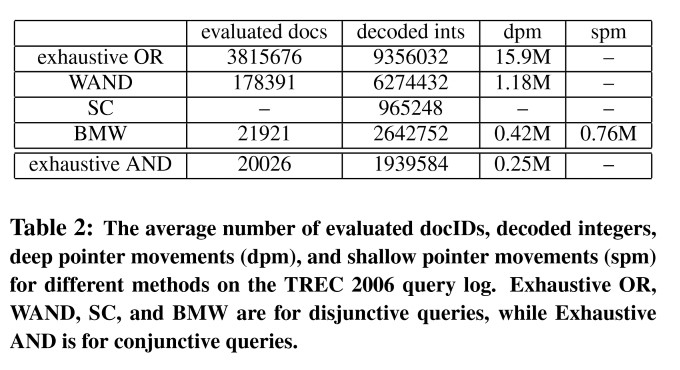 evaluated docs decoded ints dpm spm
exhaustive OR 3815676 9356032 15.9M –
WAND 178391 6274432 1.18M –
SC – 965248 – –
BMW 21921 2642752 0.42M 0.76M
exhaustive AND 20026 1939584 0.25M –
Table 2: The average number of evaluated docIDs, decoded integers,
deep pointer movements (dpm), and shallow pointer movements (spm)
for different methods on the TREC 2006 query log. Exhaustive OR,
WAND, SC, and BMW are for disjunctive queries, while Exhaustive
AND is for conjunctive queries.